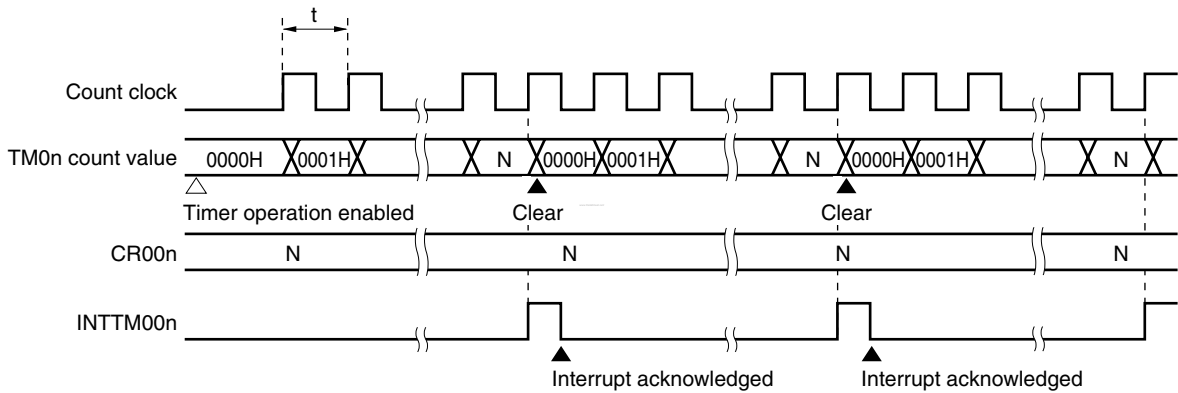 t
Count clock
TM0n count value 0000H 0001H N 0000H 0001H N 0000H 0001H N
Timer operation enabled Clear Clear
CR00n N N N N
INTTM00n
Interrupt acknowledged Interrupt acknowledged